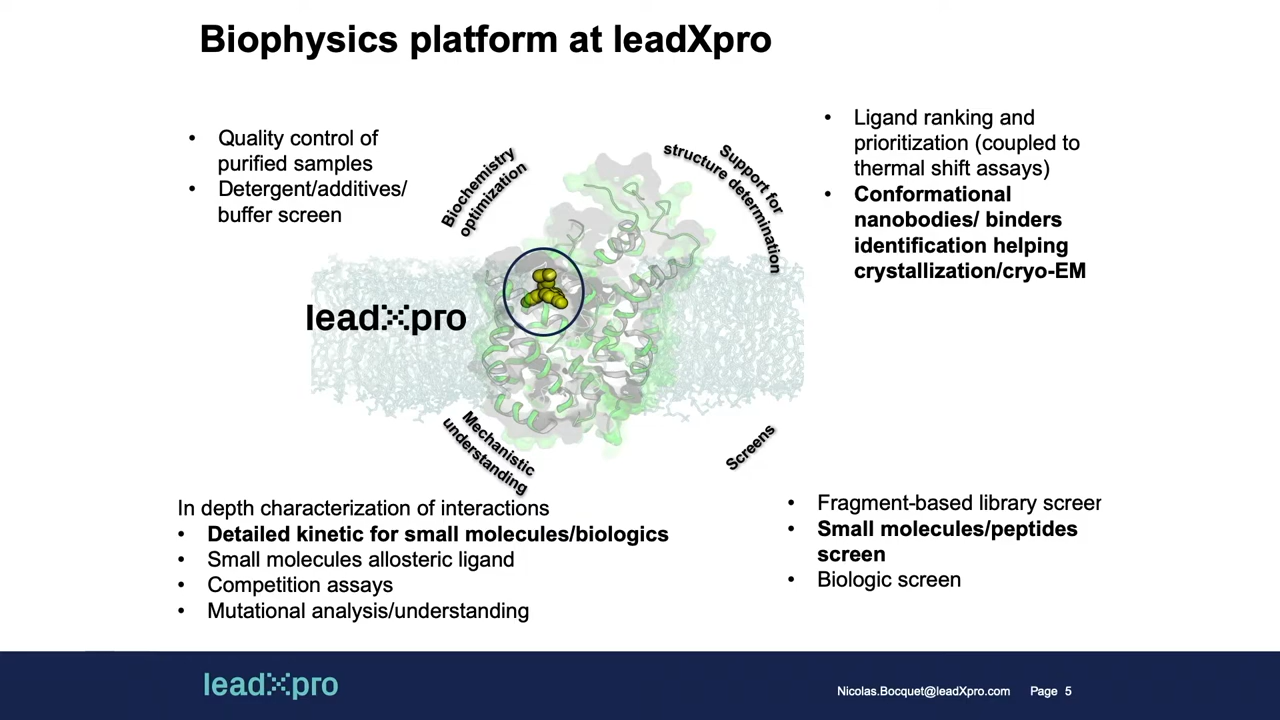 Biophysics platform at leadXpro
• Quality control of
purified samples
• Detergent/additives/
buffer screen
Biochemistry
optimization
Support for
structure determination
• Ligand ranking and
prioritization (coupled to
thermal shift assays)
• Conformational
nanobodies/ binders
identification helping
crystallization/cryo-EM
leadXpro
Mechanistic
understanding
Screens
In depth characterization of interactions
• Detailed kinetic for small molecules/biologics
• Small molecules allosteric ligand
• Competition assays
• Mutational analysis/understanding
• Fragment-based library screen
• Small molecules/peptides
screen
• Biologic screen
leadXpro
Nicolas.Bocquet@leadXpro.com Page 5